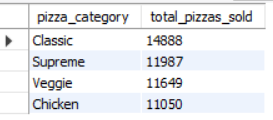 pizza_category total_pizzas_sold
Classic 14888
Supreme 11987
Veggie 11649
Chicken 11050